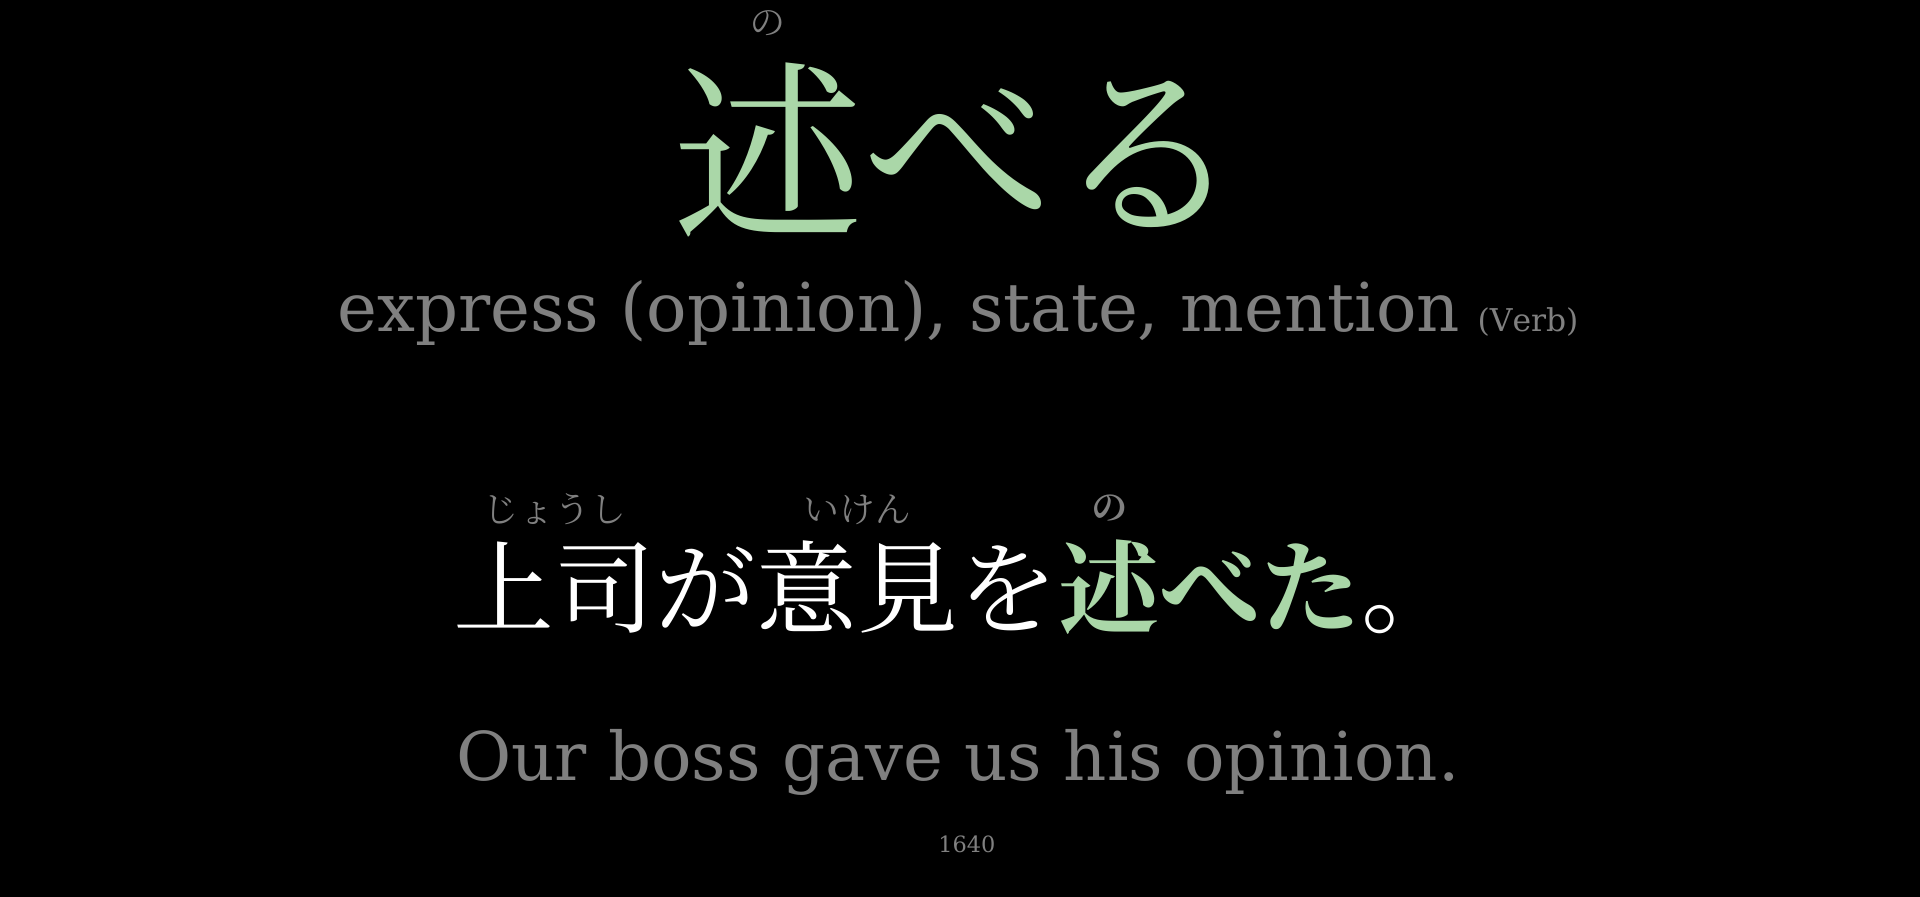 の
述べる
express (opinion), state, mention (Verb)
じょうし いけん の
上司が意見を述べた。
Our boss gave us his opinion.
1640